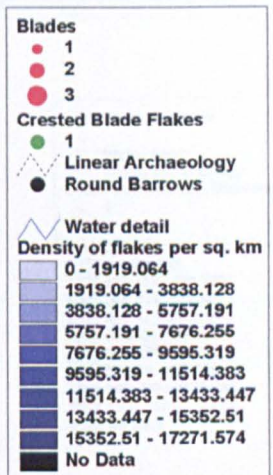 Blades
1
2
3
Crested Blade Flakes
1
Linear Archaeology
Round Barrows
Water detail
Density of flakes per sq. km
0 - 1919.064
1919.064 - 3838.128
3838.128 - 5757.191
5757.191 - 7676.255
7676.255 - 9595.319
9595.319 - 11514.383
11514.383 - 13433.447
13433.447 - 15352.51
15352.51 - 17271.574
No Data